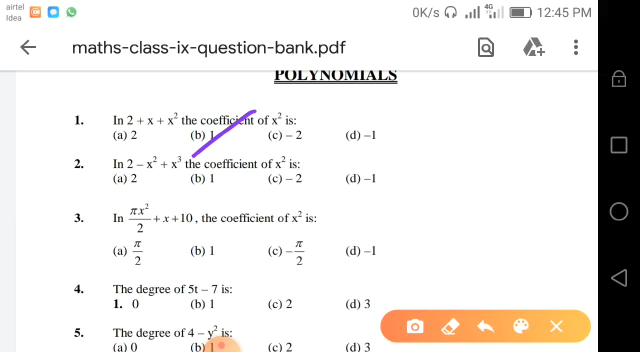 airtel
Idea
0K/s 4G 12:45 PM
maths-class-ix-question-bank.pdf
POLYNOMIALS
1. In 2 + x + x² the coefficient of x² is:
(a) 2 (b) 1 (c) – 2 (d) –1
2. In 2 – x² + x³ the coefficient of x² is:
(a) 2 (b) 1 (c) – 2 (d) –1
3. In πx²/2 + x + 10, the coefficient of x² is:
(a) π/2 (b) 1 (c) –π/2 (d) –1
4. The degree of 5t – 7 is:
1. 0 (b) 1 (c) 2 (d) 3
5. The degree of 4 – y² is:
(a) 0 (b) 1 (c) 2 (d) 3